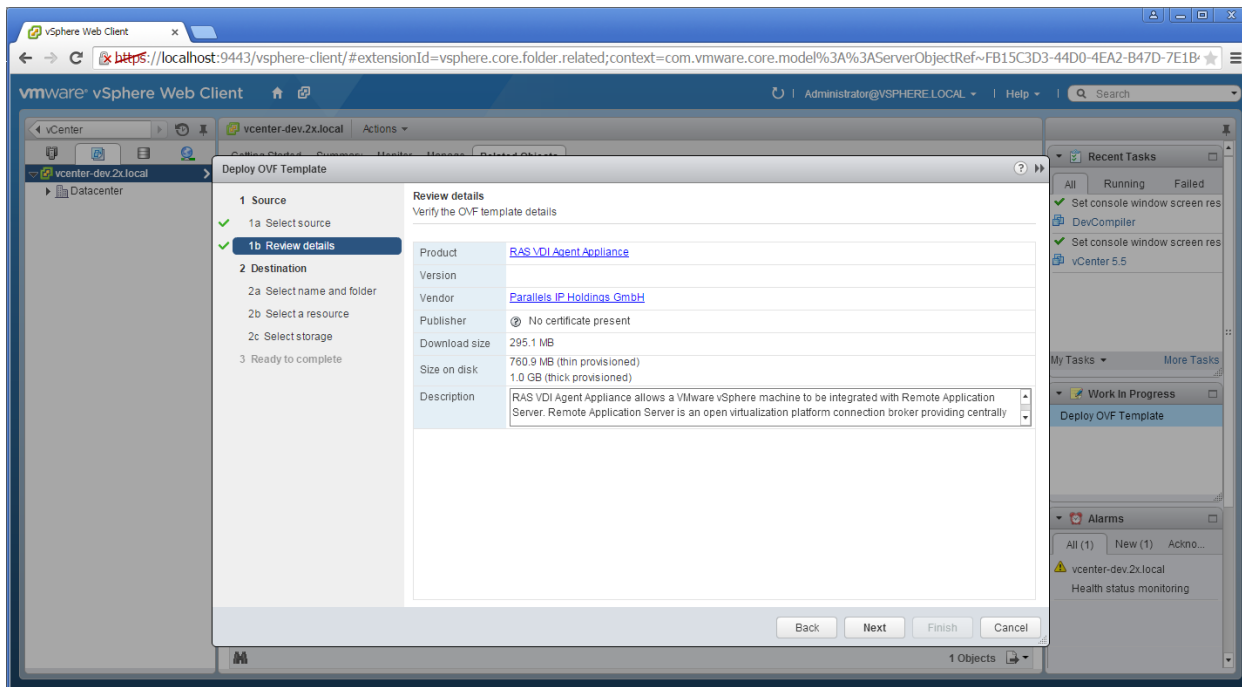 vSphere Web Client
https://localhost:9443/vsphere-client/#extensionId=vsphere.core.folder.related;context=com.vmware.core.model%3A%3AServerObjectRef~FB15C3D3-44D0-4EA2-B47D-7E1B
vmware® vSphere Web Client
Administrator@VSPHERE.LOCAL
Help
Search
vCenter
vcenter-dev.2x.local
Datacenter
vcenter-dev.2x.local Actions
Getting Started Summary Monitor Manage Related Objects
Deploy OVF Template
1 Source
1a Select source
1b Review details
2 Destination
2a Select name and folder
2b Select a resource
2c Select storage
3 Ready to complete
Review details
Verify the OVF template details
Product RAS VDI Agent Appliance
Version
Vendor Parallels IP Holdings GmbH
Publisher No certificate present
Download size 295.1 MB
Size on disk 760.9 MB (thin provisioned)
1.0 GB (thick provisioned)
Description RAS VDI Agent Appliance allows a VMware vSphere machine to be integrated with Remote Application
Server. Remote Application Server is an open virtualization platform connection broker providing centrally
Back Next Finish Cancel
1 Objects
Recent Tasks
All Running Failed
Set console window screen res
DevCompiler
Set console window screen res
vCenter 5.5
My Tasks More Tasks
Work In Progress
Deploy OVF Template
Alarms
All (1) New (1) Ackno...
vcenter-dev.2x.local
Health status monitoring